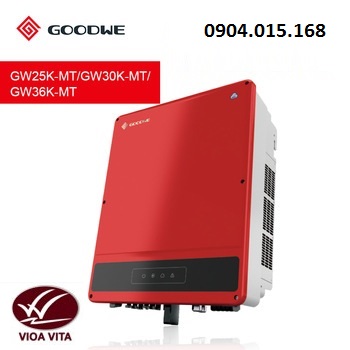 GOODWE
0904.015.168
GW25K-MT/GW30K-MT/
GW36K-MT
GOODWE
VIOA VITA